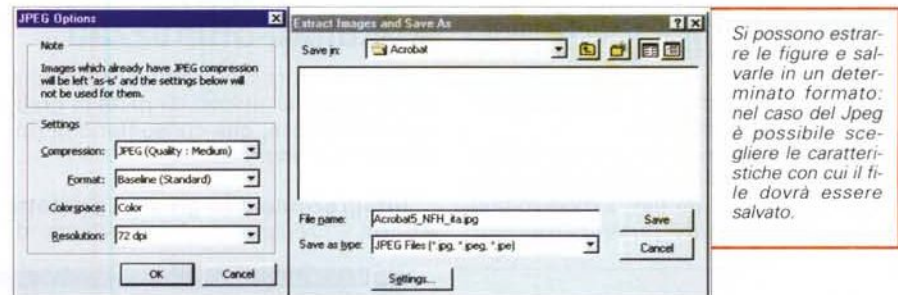 JPEG Options
Note
Images which already have JPEG compression
will be left 'as-is' and the settings below will
not be used for them.
Settings
Compression: JPEG (Quality : Medium)
Format: Baseline (Standard)
Colorspace: Color
Resolution: 72 dpi
OK Cancel
Extract Images and Save As
Save in: Acrobat
File name: Acrobat5_NFH_ita.jpg Save
Save as type: JPEG Files (*.jpg, *.jpeg, *.jpe) Cancel
Settings...
Si possono estrar-
re le figure e sal-
varle in un deter-
minato formato:
nel caso del Jpeg
è possibile sce-
gliere le caratteri-
stiche con cui il fi-
le dovrà essere
salvato.